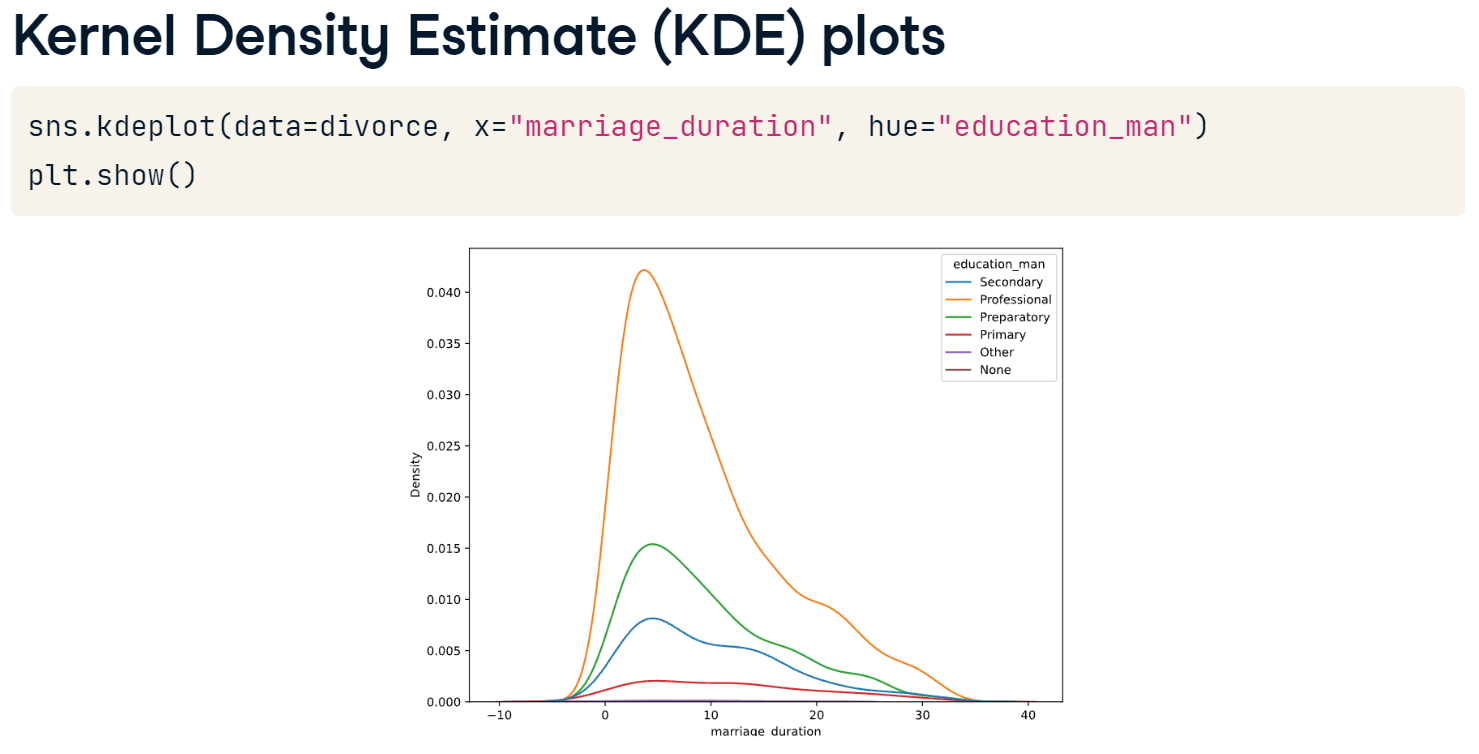 Kernel Density Estimate (KDE) plots
sns.kdeplot(data=divorce, x="marriage_duration", hue="education_man")
plt.show()
education_man
Secondary
Professional
Preparatory
Primary
Other
None
Density
0.040
0.035
0.030
0.025
0.020
0.015
0.010
0.005
0.000
−10
0
10
20
30
40
marriage_duration